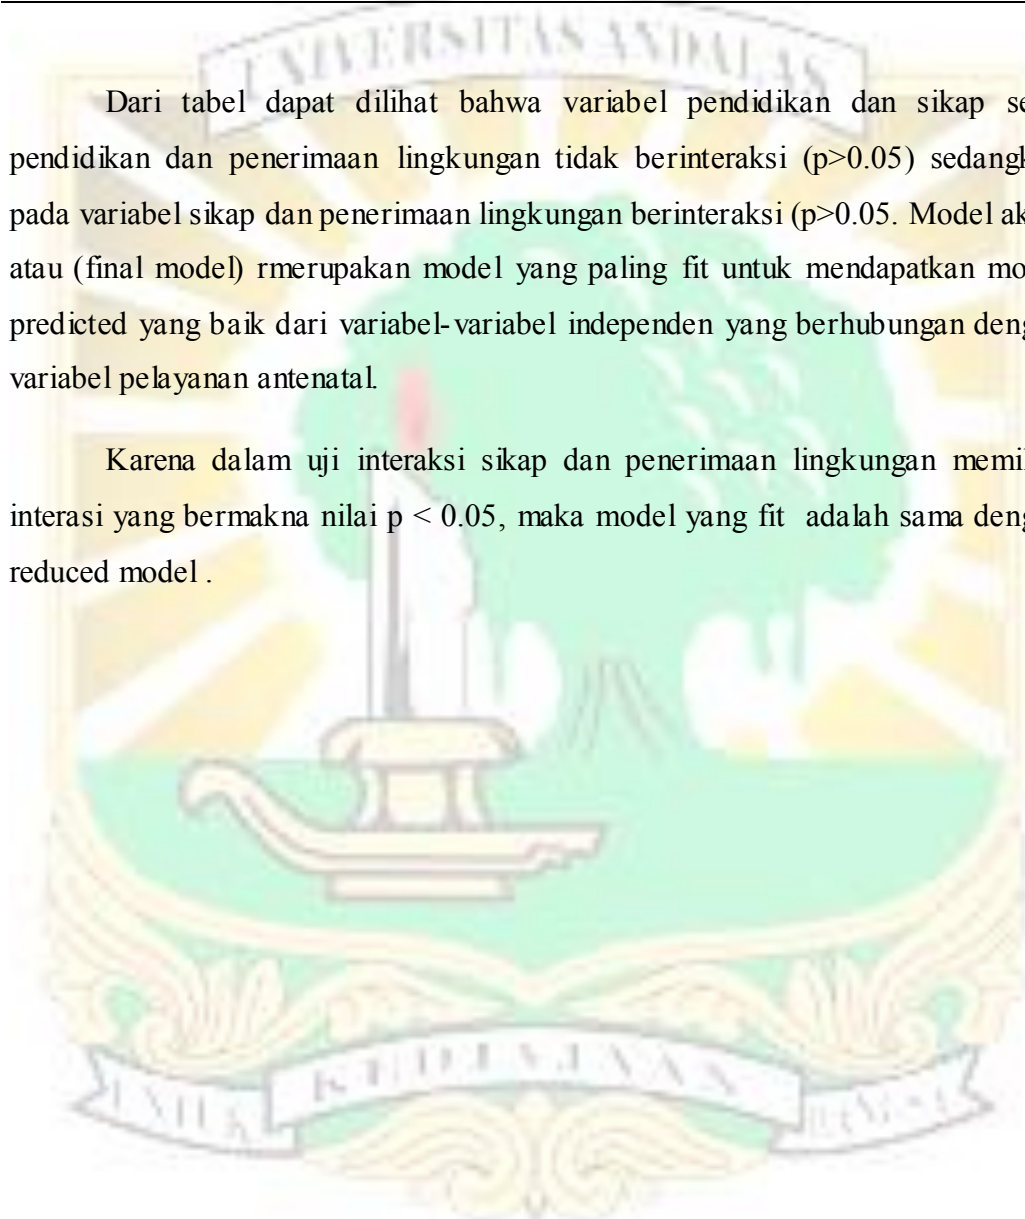 UNIVERSITAS ANDALAS
Dari tabel dapat dilihat bahwa variabel pendidikan dan sikap se
pendidikan dan penerimaan lingkungan tidak berinteraksi (p>0.05) sedangk
pada variabel sikap dan penerimaan lingkungan berinteraksi (p>0.05. Model ak
atau (final model) rmerupakan model yang paling fit untuk mendapatkan mo
predicted yang baik dari variabel-variabel independen yang berhubungan deng
variabel pelayanan antenatal.
Karena dalam uji interaksi sikap dan penerimaan lingkungan memil
interasi yang bermakna nilai p < 0.05, maka model yang fit adalah sama deng
reduced model .
UNTUK KEDJAJAAN